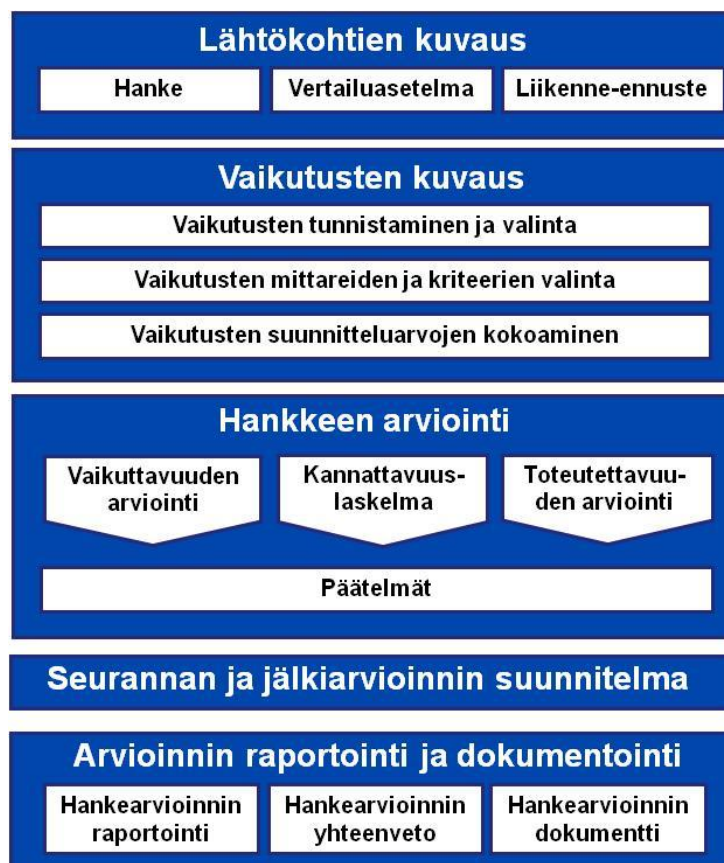 Lähtökohtien kuvaus
Hanke
Vertailuasetelma
Liikenne-ennuste
Vaikutusten kuvaus
Vaikutusten tunnistaminen ja valinta
Vaikutusten mittareiden ja kriteerien valinta
Vaikutusten suunnitteluarvojen kokoaminen
Hankkeen arviointi
Vaikuttavuuden
arviointi
Kannattavuus-
laskelma
Toteutettavuu-
den arviointi
Päätelmät
Seurannan ja jälkiarvioinnin suunnitelma
Arvioinnin raportointi ja dokumentointi
Hankearvioinnin
raportointi
Hankearvioinnin
yhteenveto
Hankearvioinnin
dokumentti